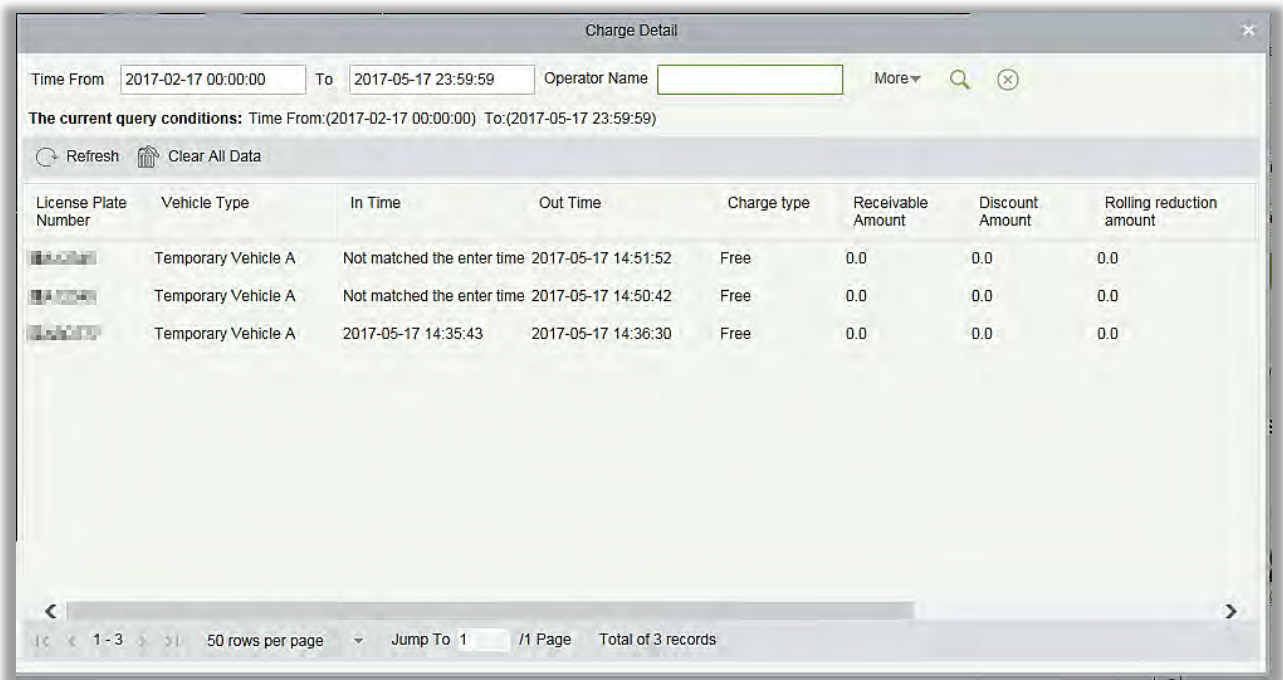 Charge Detail
Time From 2017-02-17 00:00:00 To 2017-05-17 23:59:59 Operator Name More
The current query conditions: Time From:(2017-02-17 00:00:00) To:(2017-05-17 23:59:59)
Refresh Clear All Data
License Plate Number Vehicle Type In Time Out Time Charge type Receivable Amount Discount Amount Rolling reduction amount
Temporary Vehicle A Not matched the enter time 2017-05-17 14:51:52 Free 0.0 0.0 0.0
Temporary Vehicle A Not matched the enter time 2017-05-17 14:50:42 Free 0.0 0.0 0.0
Temporary Vehicle A 2017-05-17 14:35:43 2017-05-17 14:36:30 Free 0.0 0.0 0.0
1 - 3 50 rows per page Jump To 1 /1 Page Total of 3 records